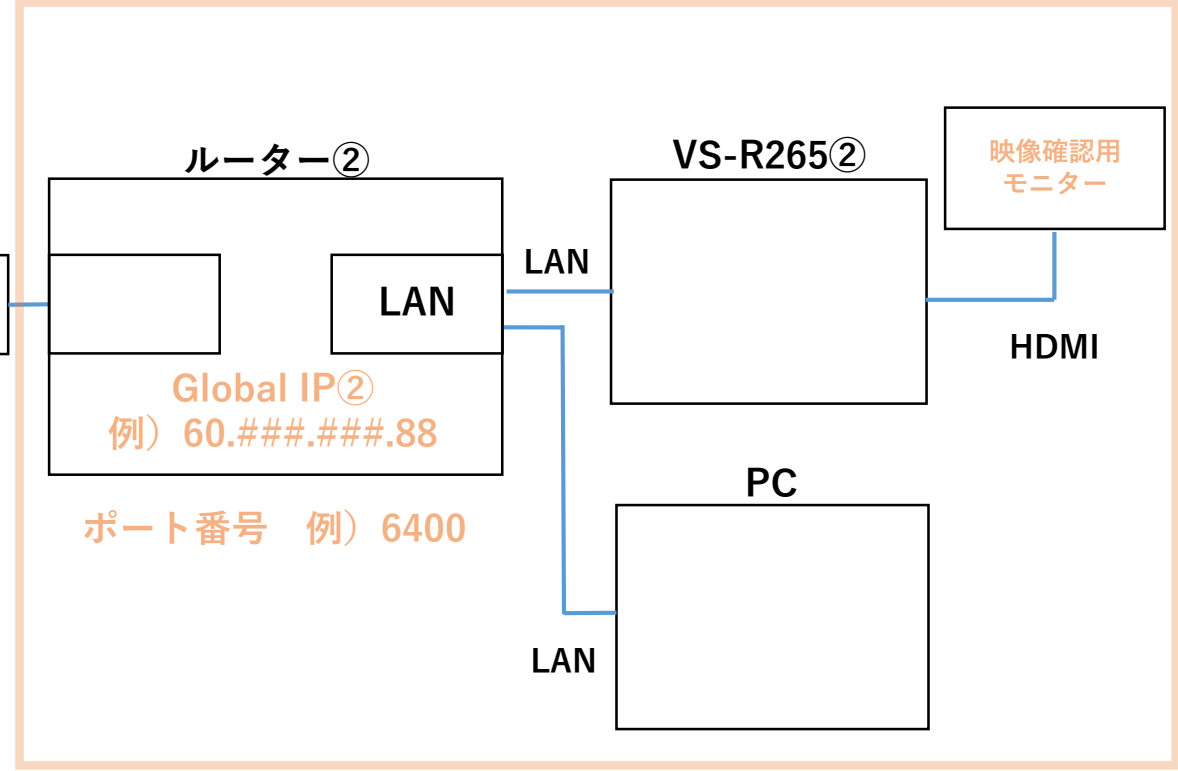 ルーター②
VS-R265②
映像確認用
モニター
LAN
LAN
HDMI
Global IP②
例）60.###.###.88
ポート番号　例）6400
PC
LAN